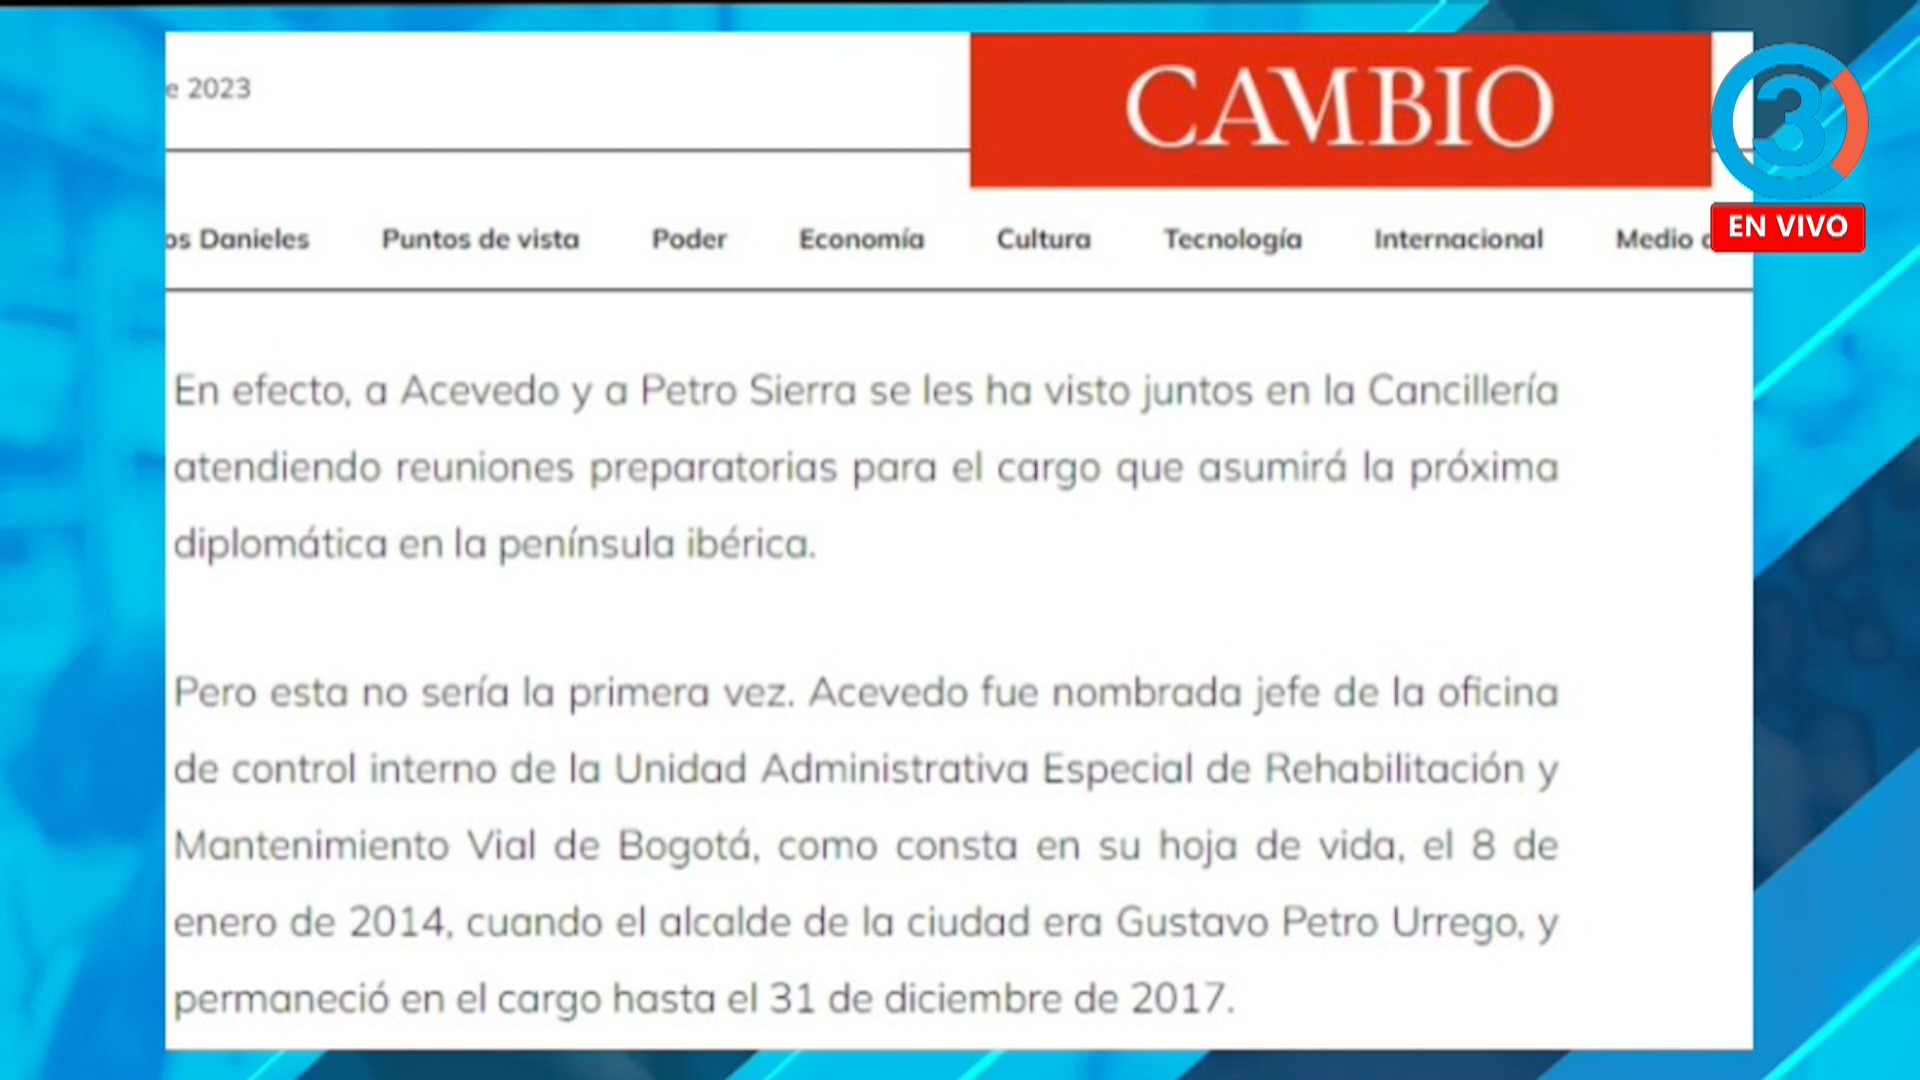 e 2023
CAMBIO
3
EN VIVO
os Danieles Puntos de vista Poder Economía Cultura Tecnología Internacional Medio
En efecto, a Acevedo y a Petro Sierra se les ha visto juntos en la Cancillería
atendiendo reuniones preparatorias para el cargo que asumirá la próxima
diplomática en la península ibérica.
Pero esta no sería la primera vez. Acevedo fue nombrada jefe de la oficina
de control interno de la Unidad Administrativa Especial de Rehabilitación y
Mantenimiento Vial de Bogotá, como consta en su hoja de vida, el 8 de
enero de 2014, cuando el alcalde de la ciudad era Gustavo Petro Urrego, y
permaneció en el cargo hasta el 31 de diciembre de 2017.